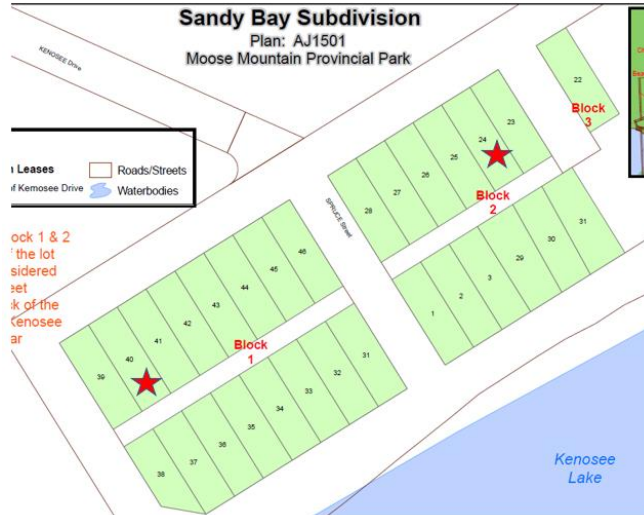 Sandy Bay Subdivision
Plan: AJ1501
Moose Mountain Provincial Park
KENOSEE Drive
22
Block
3
23
24
25
26
27
28
Block
2
n Leases
Roads/Streets
of Kemosee Drive
Waterbodies
SPRUCE Street
31
30
29
3
2
1
ock 1 & 2
f the lot
sidered
eet
ck of the
Kenosee
ar
46
45
44
43
42
41
40
39
Block
1
31
32
33
34
35
36
37
38
Kenosee
Lake